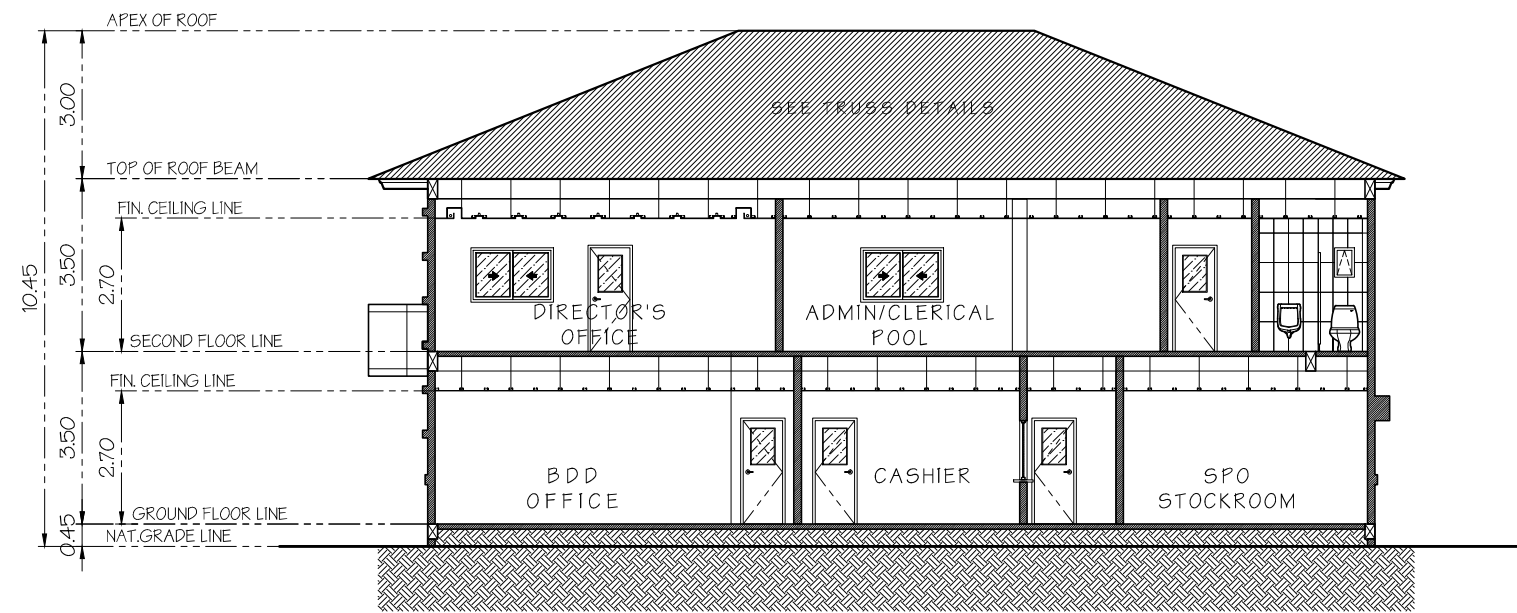 APEX OF ROOF
3.00
SEE TRUSS DETAILS
TOP OF ROOF BEAM
FIN. CEILING LINE
10.45
3.50
2.70
DIRECTOR'S
OFFICE
ADMIN/CLERICAL
POOL
SECOND FLOOR LINE
FIN. CEILING LINE
3.50
2.70
BDD
OFFICE
CASHIER
SPO
STOCKROOM
GROUND FLOOR LINE
0.45
NAT.GRADE LINE